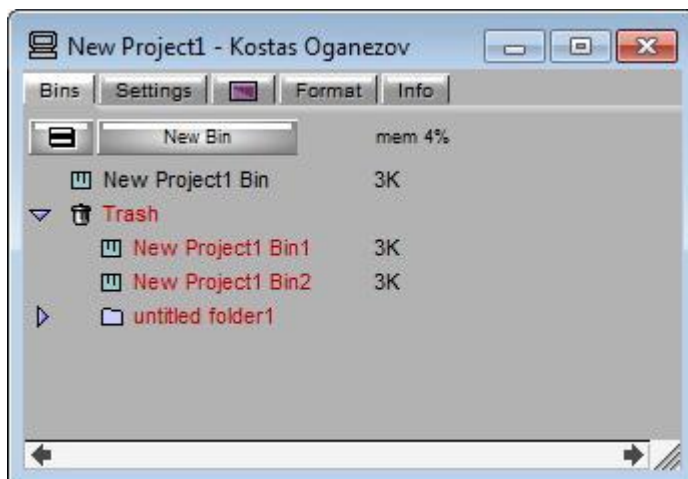 New Project1 - Kostas Oganezov
Bins Settings Format Info
New Bin mem 4%
New Project1 Bin 3K
Trash
New Project1 Bin1 3K
New Project1 Bin2 3K
untitled folder1